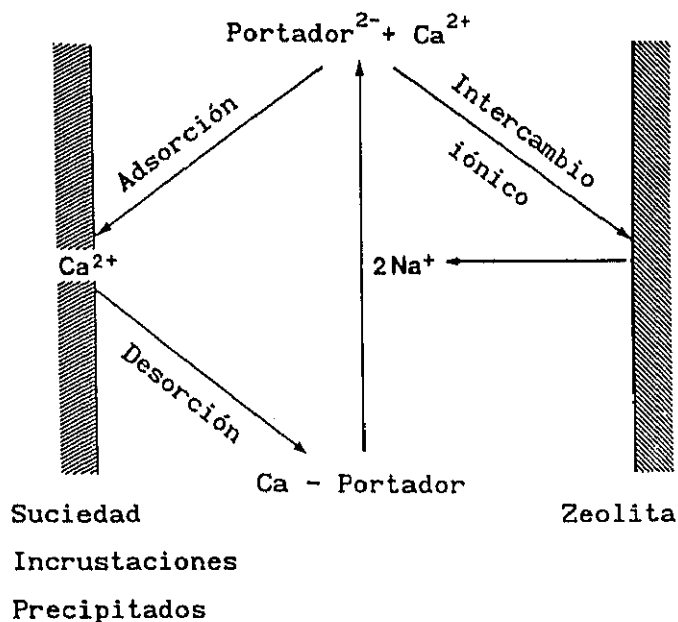 Portador²⁻ + Ca²⁺
Adsorción
Intercambio
iónico
Ca²⁺
2Na⁺
Desorción
Ca - Portador
Suciedad
Zeolita
Incrustaciones
Precipitados